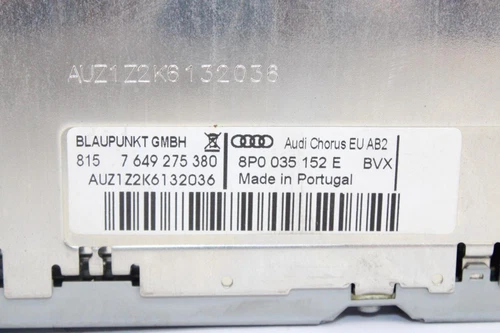 AUZ1Z2K6132036
BLAUPUNKT GMBH
815 7 649 275 380
AUZ1Z2K6132036
Audi Chorus EU AB2
8P0 035 152 E BVX
Made in Portugal